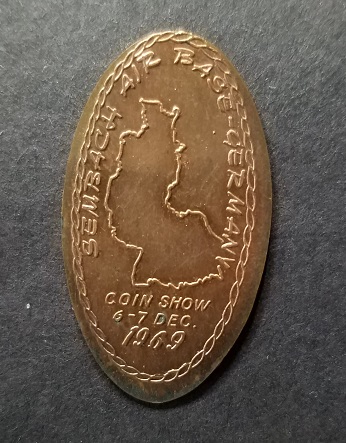 SEMBACH AIR BASE-GERMANY
COIN SHOW
6-7 DEC.
1969